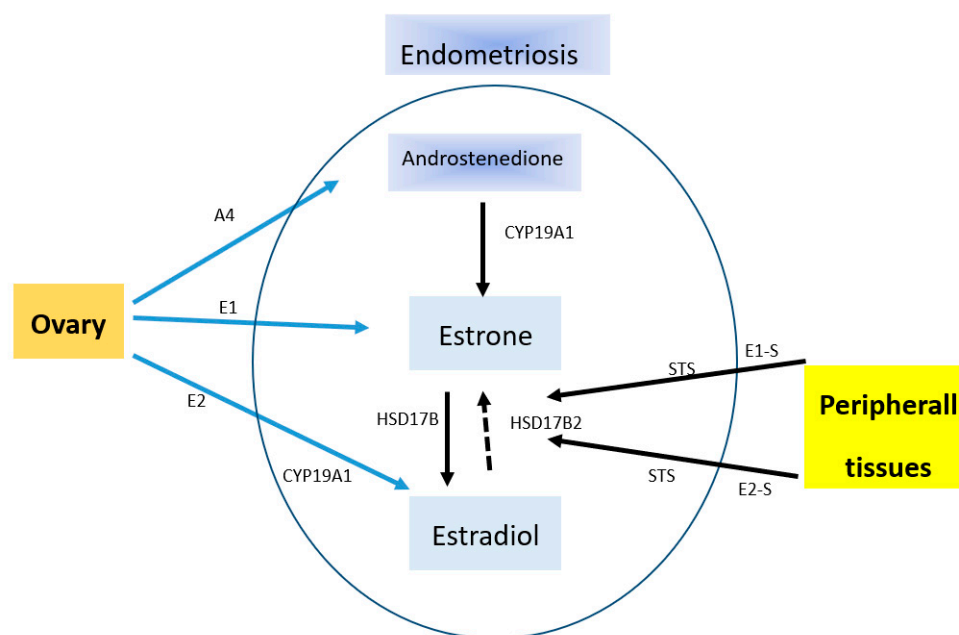 Endometriosis
Androstenedione
A4
CYP19A1
Ovary
E1
Estrone
E1-S
STS
E2
HSD17B
HSD17B2
Peripherall
tissues
CYP19A1
STS
E2-S
Estradiol